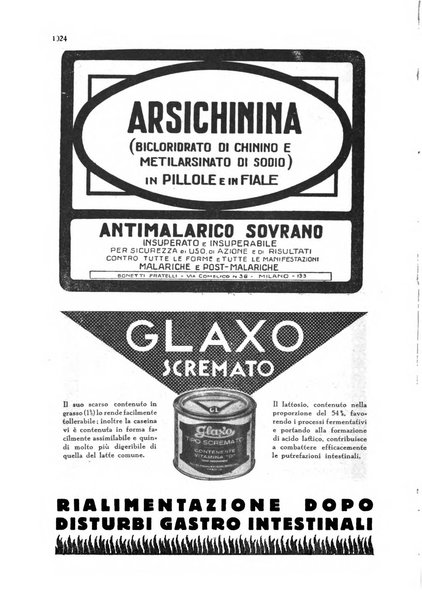 1024
ARSICHININA
(BICLORIDRATO DI CHININO E
METILARSINATO DI SODIO)
IN PILLOLE E IN FIALE
ANTIMALARICO SOVRANO
INSUPERATO E INSUPERABILE
PER SICUREZZA DI USO, DI AZIONE E DI RISULTATI
CONTRO TUTTE LE FORME E TUTTE LE MANIFESTAZIONI
MALARICHE E POST-MALARICHE
BONETTI FRATELLI - VIA COMELICO N. 36 - MILANO - 133
GLAXO
SCREMATO
Il suo scarso contenuto in
grasso (1%) lo rende facilmente
tollerabile; inoltre la caseina
vi è contenuta in forma fa-
cilmente assimilabile e quin-
di molto più digeribile di
quella del latte comune.
Glaxo
TIPO SCREMATO
CONTENENTE
VITAMINA "D"
Il lattosio, contenuto nella
proporzione del 54%, favo-
rendo i processi fermentativi
e portando alla formazione
di acido lattico, contribuisce
a combattere efficacemente
le putrefazioni intestinali.
RIALIMENTAZIONE DOPO
DISTURBI GASTRO INTESTINALI